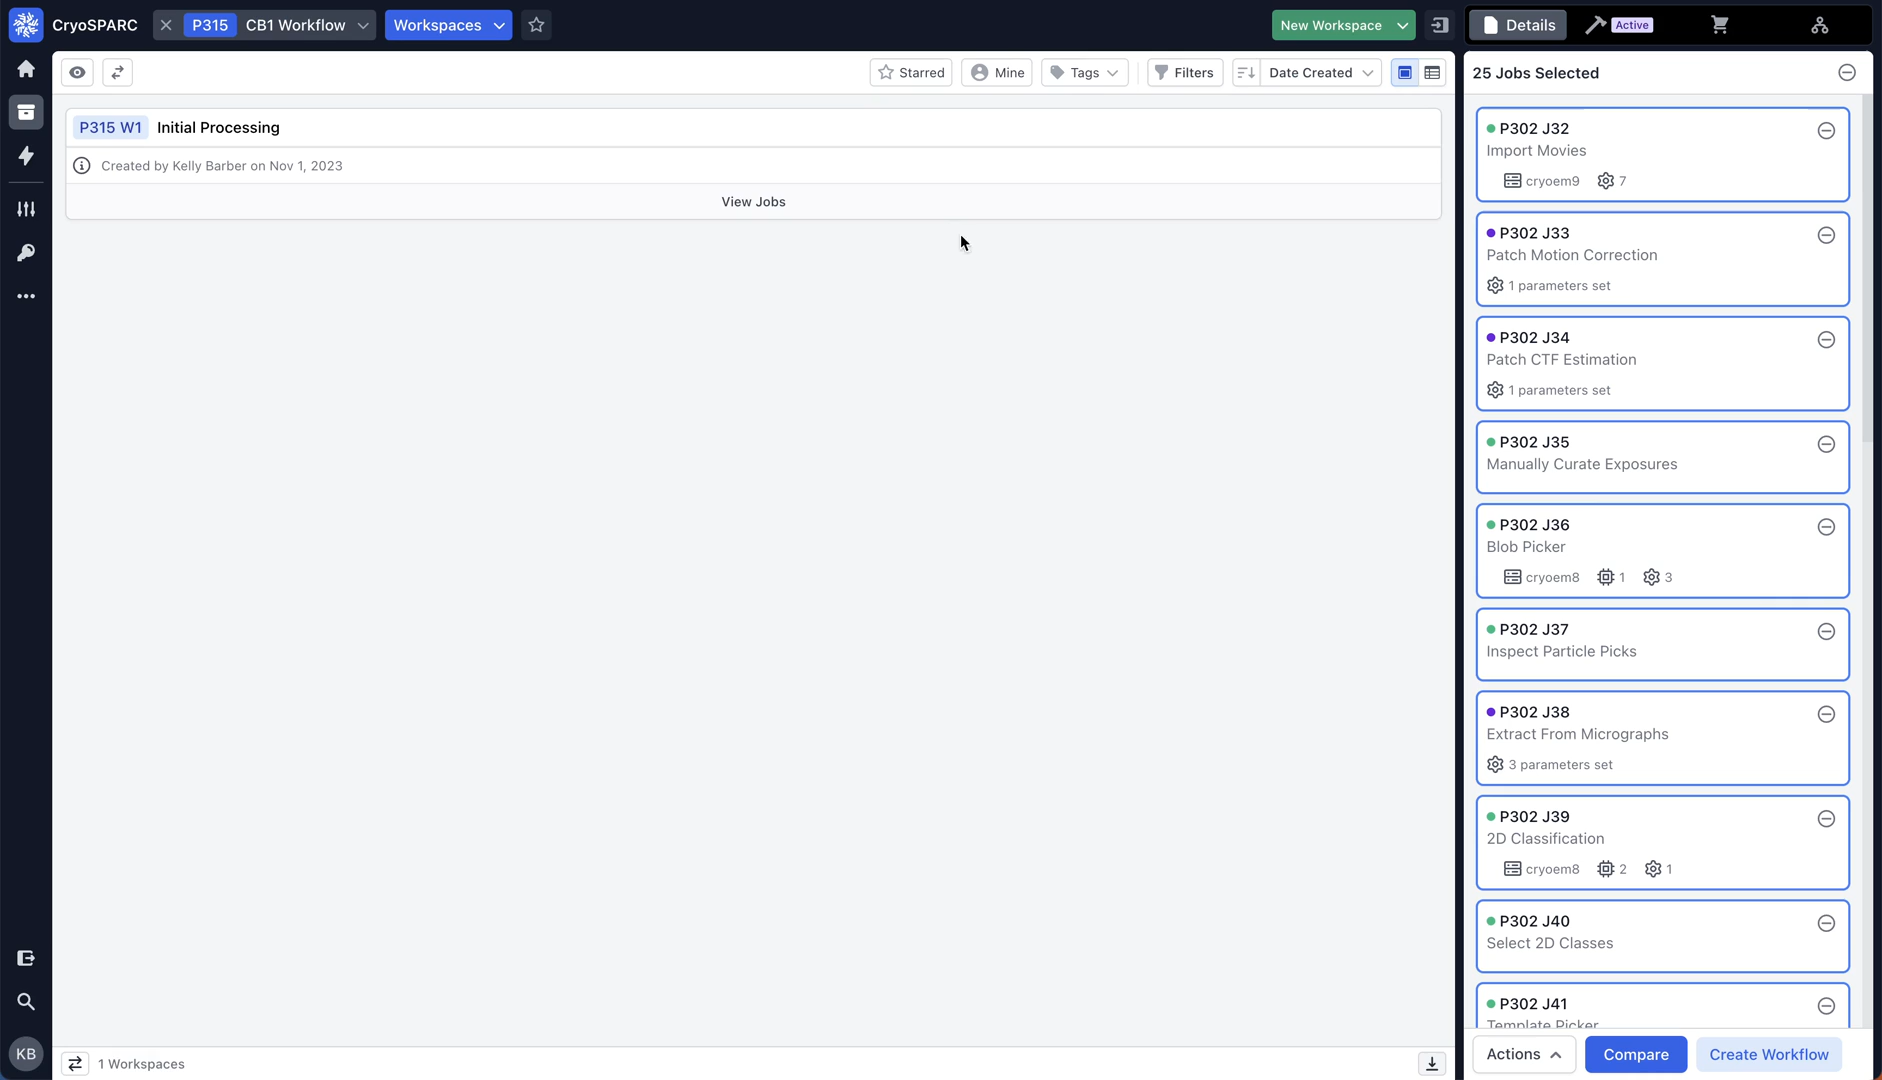 CryoSPARC P315 CB1 Workflow Workspaces New Workspace Details Active
Starred Mine Tags Filters Date Created
25 Jobs Selected
P315 W1 Initial Processing
Created by Kelly Barber on Nov 1, 2023
View Jobs
P302 J32
Import Movies
cryoem9 7
P302 J33
Patch Motion Correction
1 parameters set
P302 J34
Patch CTF Estimation
1 parameters set
P302 J35
Manually Curate Exposures
P302 J36
Blob Picker
cryoem8 1 3
P302 J37
Inspect Particle Picks
P302 J38
Extract From Micrographs
3 parameters set
P302 J39
2D Classification
cryoem8 2 1
P302 J40
Select 2D Classes
P302 J41
Template Picker
KB
1 Workspaces
Actions Compare Create Workflow